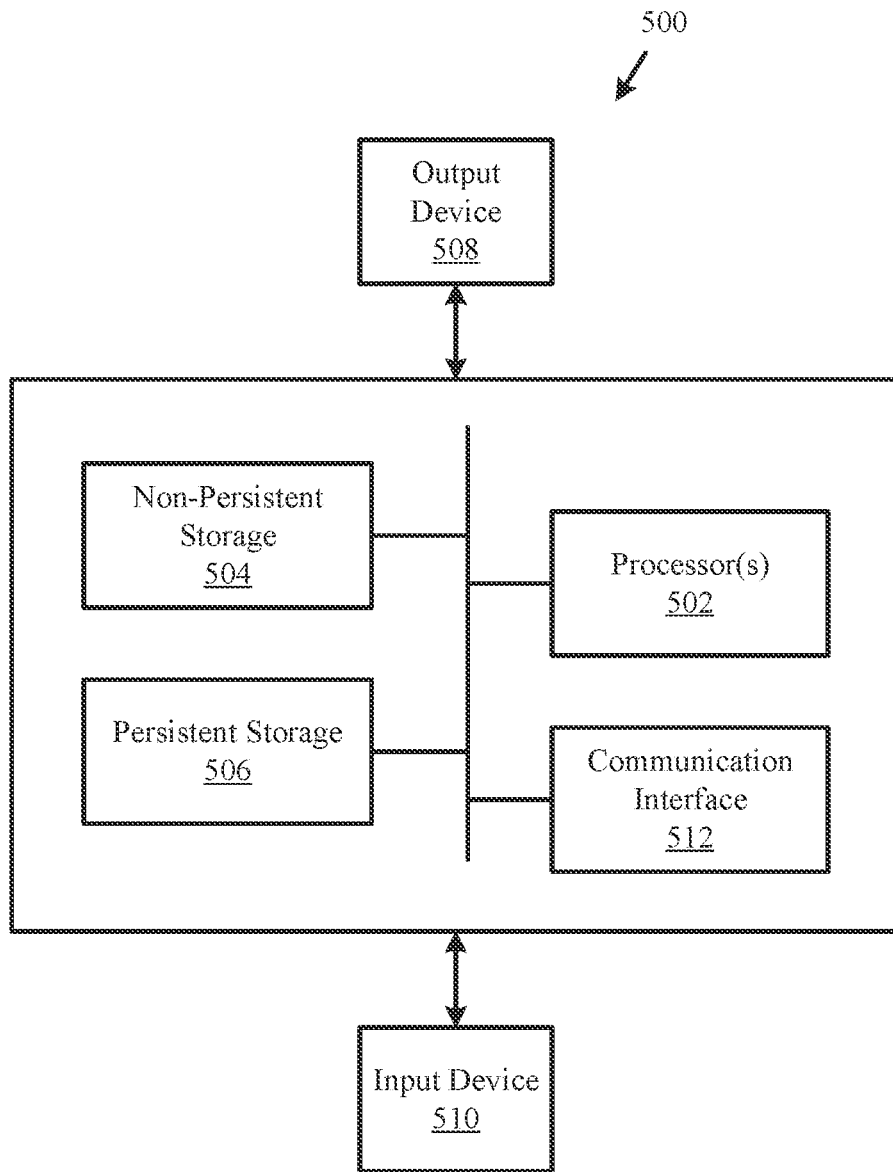 500
Output
Device
508
Non-Persistent
Storage
504
Processor(s)
502
Persistent Storage
506
Communication
Interface
512
Input Device
510